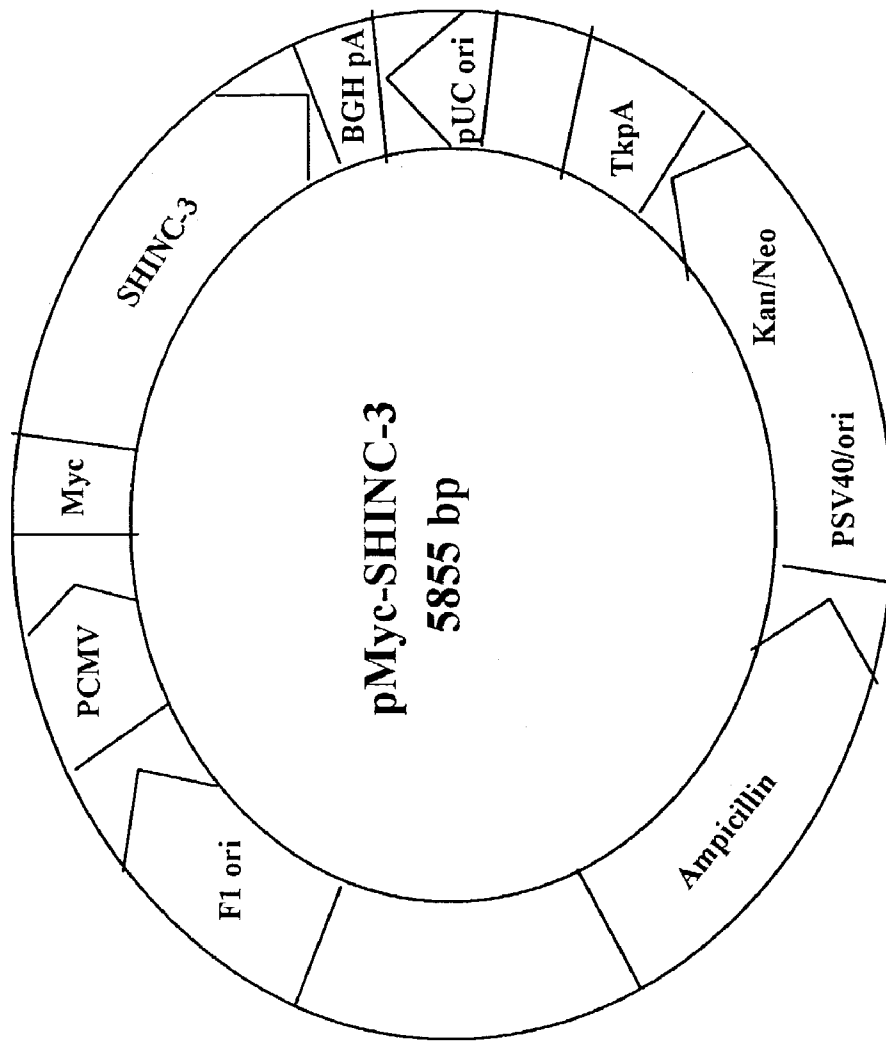 pMyc-SHINC-3
5855 bp
PCMV
Myc
SHINC-3
BGH pA
pUC ori
TkpA
Kan/Neo
PSV40/ori
Ampicillin
F1 ori